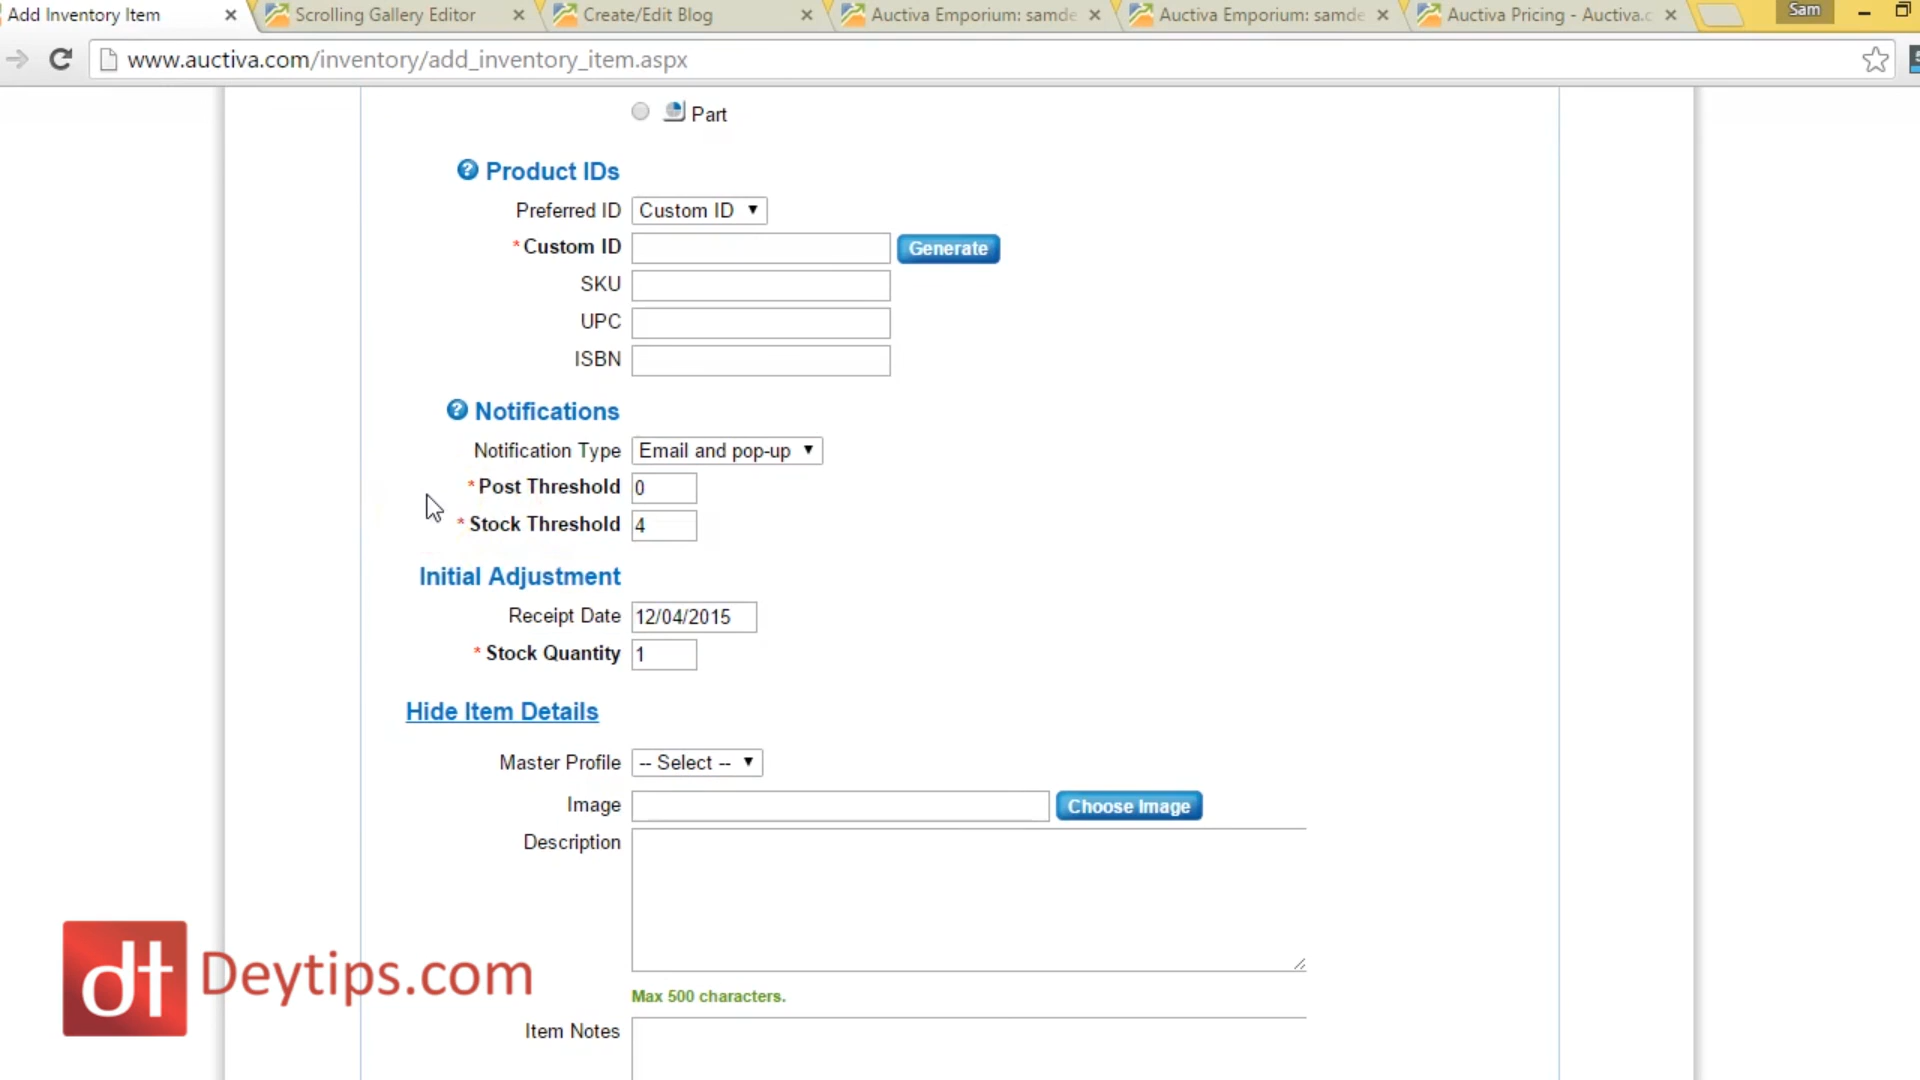 Add Inventory Item
Scrolling Gallery Editor
Create/Edit Blog
Auctiva Emporium: samde
Auctiva Emporium: samde
Auctiva Pricing - Auctiva.c
Sam
www.auctiva.com/inventory/add_inventory_item.aspx
Part
Product IDs
Preferred ID Custom ID
*Custom ID Generate
SKU
UPC
ISBN
Notifications
Notification Type Email and pop-up
*Post Threshold 0
*Stock Threshold 4
Initial Adjustment
Receipt Date 12/04/2015
*Stock Quantity 1
Hide Item Details
Master Profile -- Select --
Image Choose Image
Description
Max 500 characters.
Item Notes
dt Deytips.com